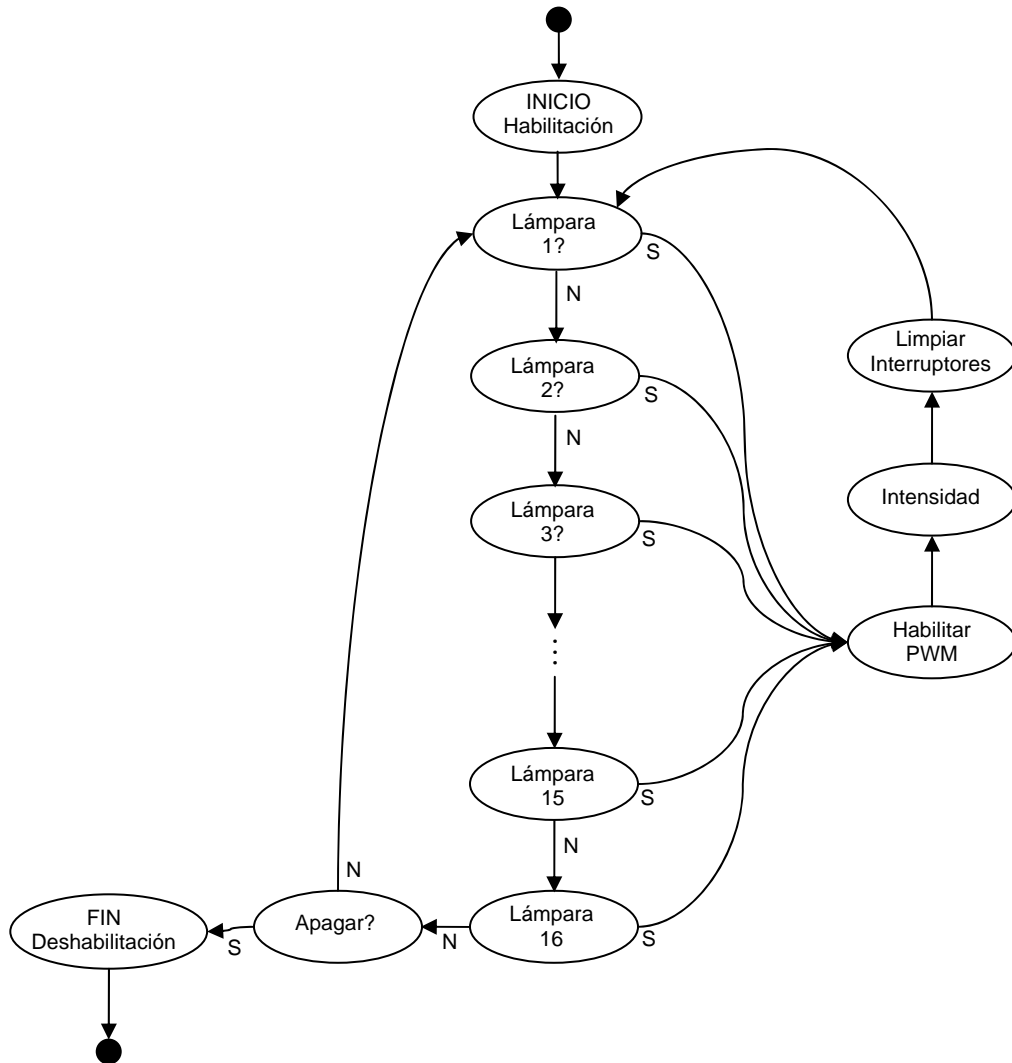 INICIO
Habilitación
Lámpara
1?
S
N
Limpiar
Interruptores
Lámpara
2?
S
N
Intensidad
Lámpara
3?
S
Habilitar
PWM
Lámpara
15
S
N
N
FIN
Deshabilitación
S
Apagar?
N
Lámpara
16
S